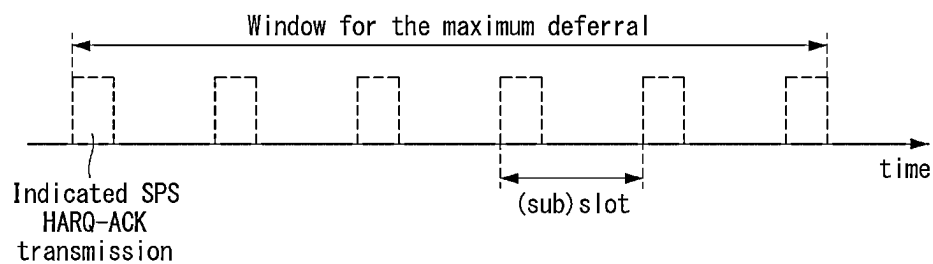 Window for the maximum deferral
time
Indicated SPS
HARQ-ACK
transmission
(sub)slot